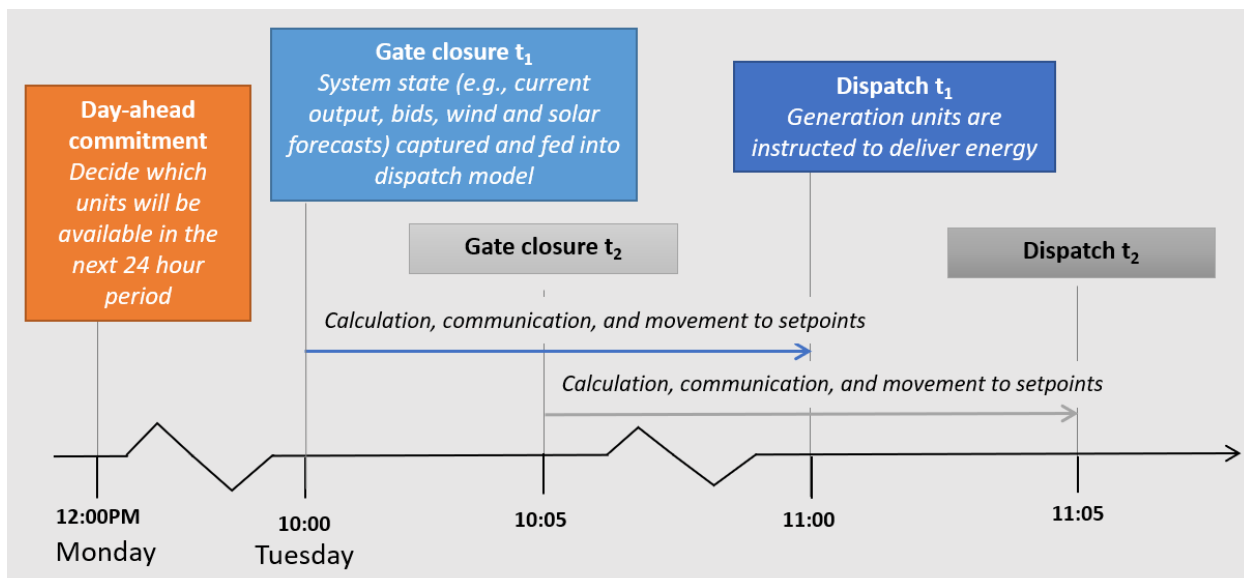 Day-ahead
commitment
Decide which
units will be
available in the
next 24 hour
period
Gate closure t₁
System state (e.g., current
output, bids, wind and solar
forecasts) captured and fed into
dispatch model
Dispatch t₁
Generation units are
instructed to deliver energy
Gate closure t₂
Dispatch t₂
Calculation, communication, and movement to setpoints
Calculation, communication, and movement to setpoints
12:00PM
Monday
10:00
Tuesday
10:05
11:00
11:05